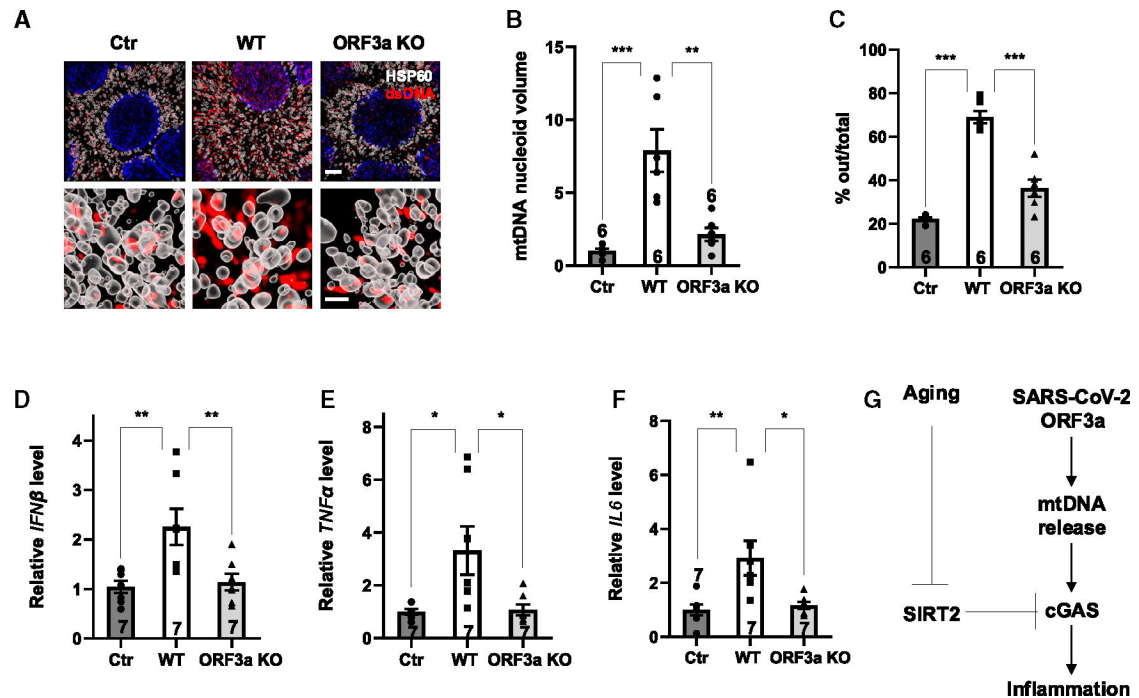 A
Ctr
WT
ORF3a KO
HSP60
dsDNA
B
mtDNA nucleoid volume
15
10
5
0
***
**
6
6
6
Ctr
WT
ORF3a KO
C
% out/total
100
80
60
40
20
0
***
***
6
6
6
Ctr
WT
ORF3a KO
D
Relative IFNβ level
4
3
2
1
0
**
**
7
7
7
Ctr
WT
ORF3a KO
E
Relative TNFα level
8
6
4
2
0
*
*
7
7
7
Ctr
WT
ORF3a KO
F
Relative IL6 level
8
6
4
2
0
**
*
7
7
7
Ctr
WT
ORF3a KO
G
Aging
SARS-CoV-2
ORF3a
mtDNA
release
SIRT2
cGAS
Inflammation